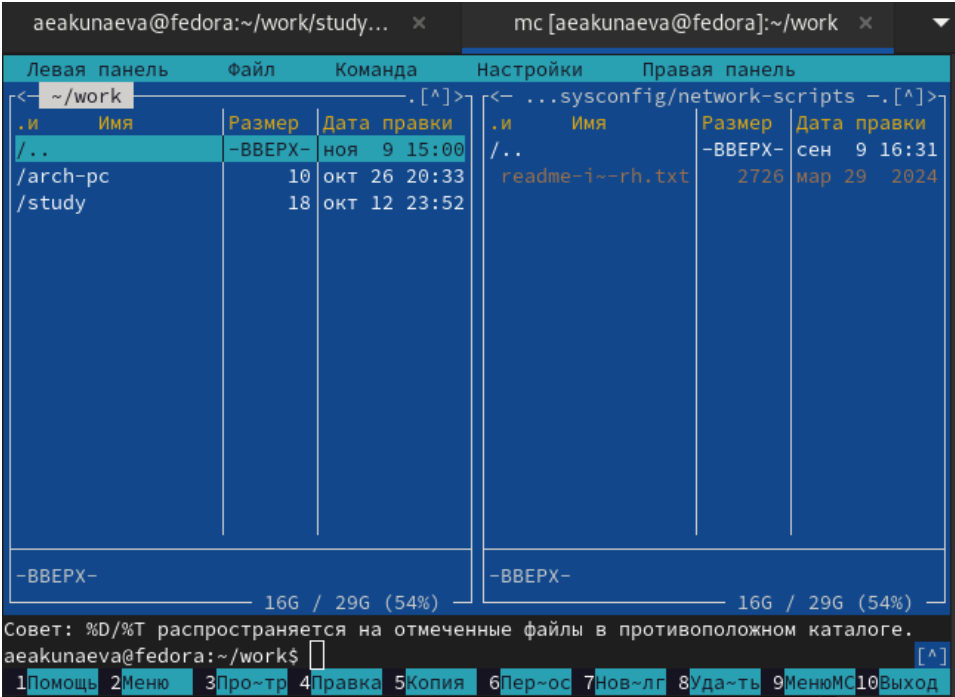 aeakunaeva@fedora:~/work/study... × mc [aeakunaeva@fedora]:~/work ×
Левая панель Файл Команда Настройки Правая панель
<─ ~/work ─.[^]>┐ <─ ...sysconfig/network-scripts ─.[^]>┐
.и Имя Размер Дата правки .и Имя Размер Дата правки
/.. -ВВЕРХ- ноя 9 15:00 /.. -ВВЕРХ- сен 9 16:31
/arch-pc 10 окт 26 20:33 readme-i~-rh.txt 2726 мар 29 2024
/study 18 окт 12 23:52
-ВВЕРХ- -ВВЕРХ-
16G / 29G (54%) 16G / 29G (54%)
Совет: %D/%T распространяется на отмеченные файлы в противоположном каталоге.
aeakunaeva@fedora:~/work$ [^]
1Помощь 2Меню 3Про~тр 4Правка 5Копия 6Пер~ос 7Нов~лг 8Уда~ть 9МенюМС 10Выход